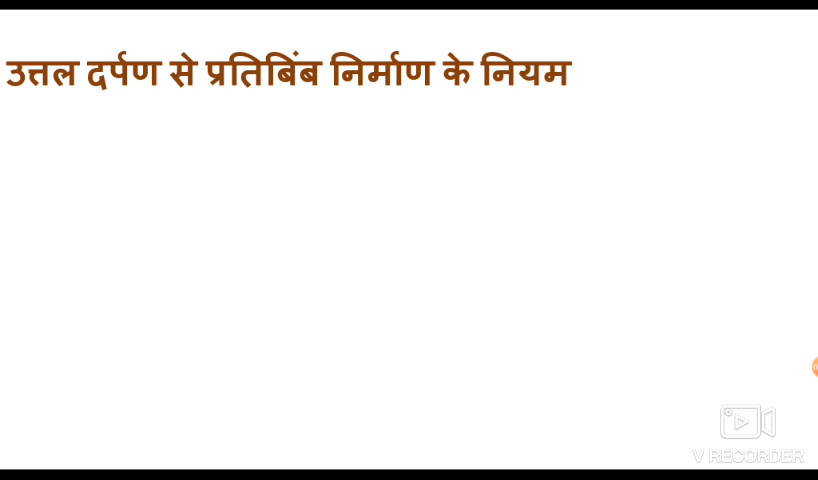 उत्तल दर्पण से प्रतिबिंब निर्माण के नियम
V RECORDER